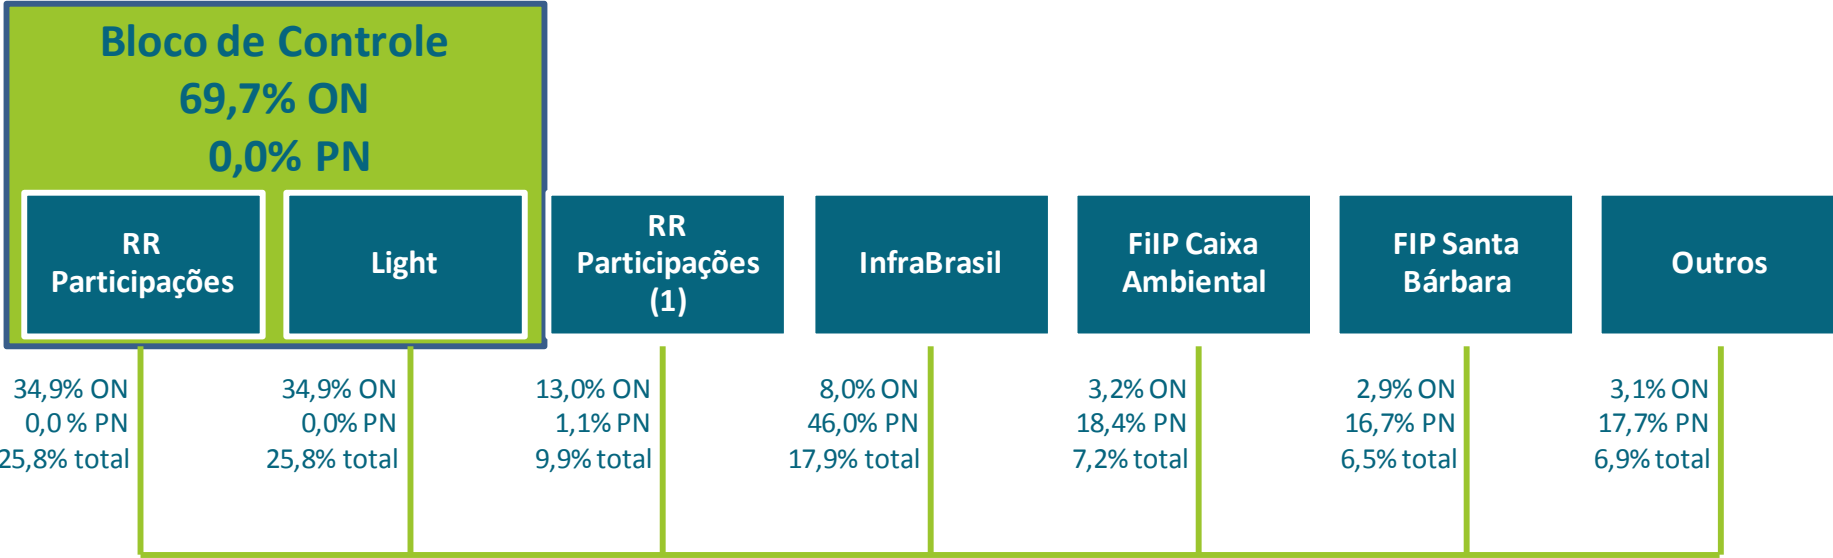 Bloco de Controle
69,7% ON
0,0% PN
RR
Participações
Light
RR
Participações
(1)
InfraBrasil
FiIP Caixa
Ambiental
FIP Santa
Bárbara
Outros
34,9% ON
0,0 % PN
25,8% total
34,9% ON
0,0% PN
25,8% total
13,0% ON
1,1% PN
9,9% total
8,0% ON
46,0% PN
17,9% total
3,2% ON
18,4% PN
7,2% total
2,9% ON
16,7% PN
6,5% total
3,1% ON
17,7% PN
6,9% total